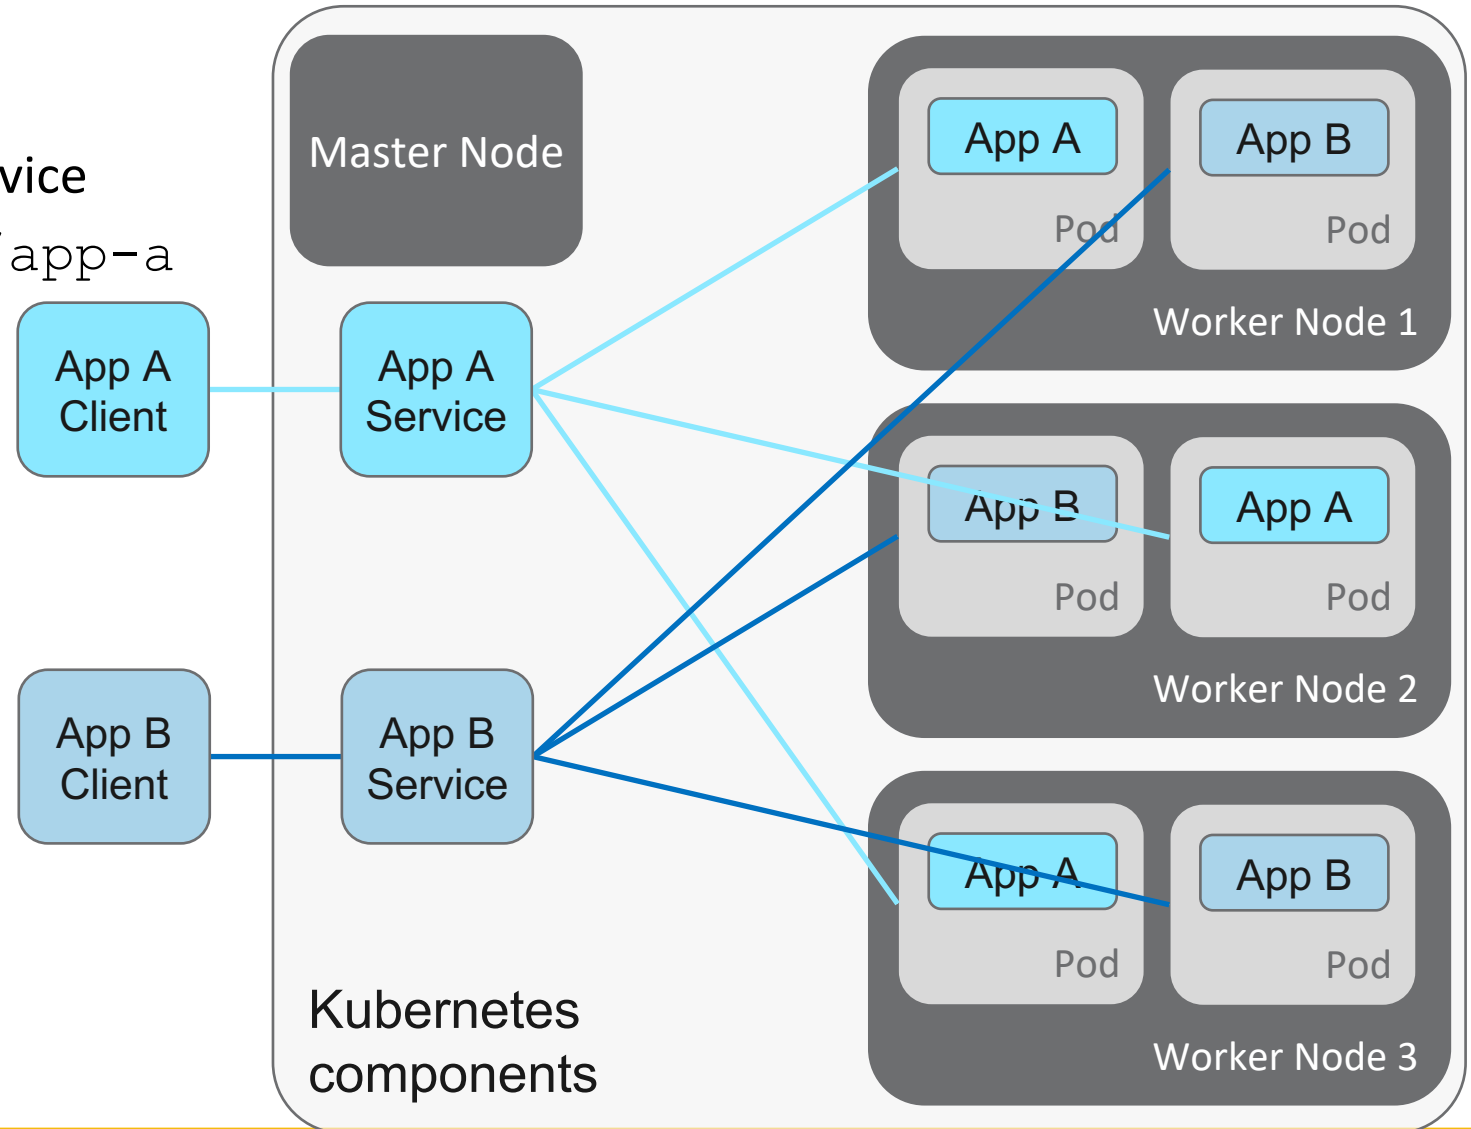 vice
app-a
Master Node
App A
Client
App A
Service
App B
Client
App B
Service
App A
Pod
App B
Pod
Worker Node 1
App B
Pod
App A
Pod
Worker Node 2
App A
Pod
App B
Pod
Worker Node 3
Kubernetes
components